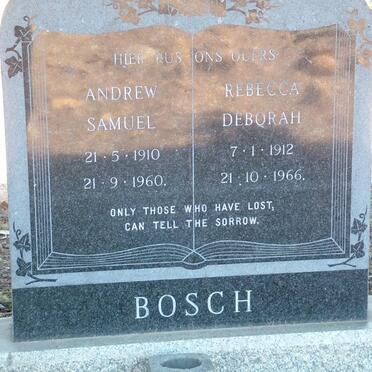 HIER RUS ONS OUERS
ANDREW
SAMUEL
21·5·1910
21·9·1960.
REBECCA
DEBORAH
7·1·1912
21·10·1966.
ONLY THOSE WHO HAVE LOST,
CAN TELL THE SORROW.
BOSCH